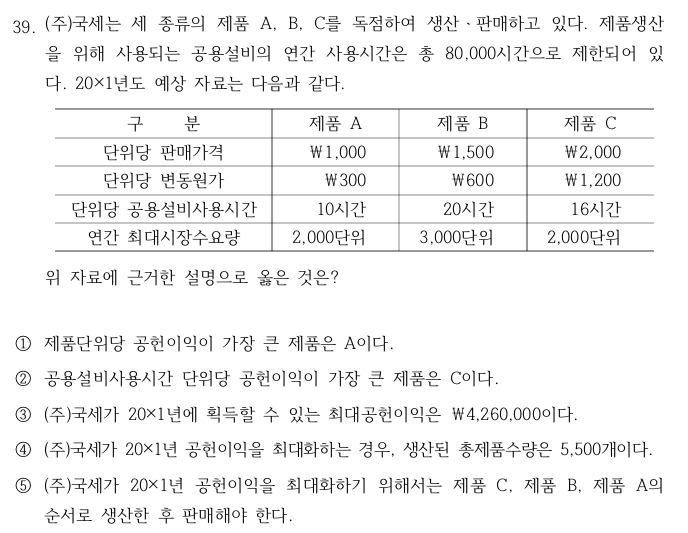 39. (주)국세는 세 종류의 제품 A, B, C를 독점하여 생산·판매하고 있다. 제품생산
을 위해 사용되는 공용설비의 연간 사용시간은 총 80,000시간으로 제한되어 있
다. 20×1년도 예상 자료는 다음과 같다.
구 분 제품 A 제품 B 제품 C
단위당 판매가격 ₩1,000 ₩1,500 ₩2,000
단위당 변동원가 ₩300 ₩600 ₩1,200
단위당 공용설비사용시간 10시간 20시간 16시간
연간 최대시장수요량 2,000단위 3,000단위 2,000단위
위 자료에 근거한 설명으로 옳은 것은?
① 제품단위당 공헌이익이 가장 큰 제품은 A이다.
② 공용설비사용시간 단위당 공헌이익이 가장 큰 제품은 C이다.
③ (주)국세가 20×1년에 획득할 수 있는 최대공헌이익은 ₩4,260,000이다.
④ (주)국세가 20×1년 공헌이익을 최대화하는 경우, 생산된 총제품수량은 5,500개이다.
⑤ (주)국세가 20×1년 공헌이익을 최대화하기 위해서는 제품 C, 제품 B, 제품 A의
순서로 생산한 후 판매해야 한다.